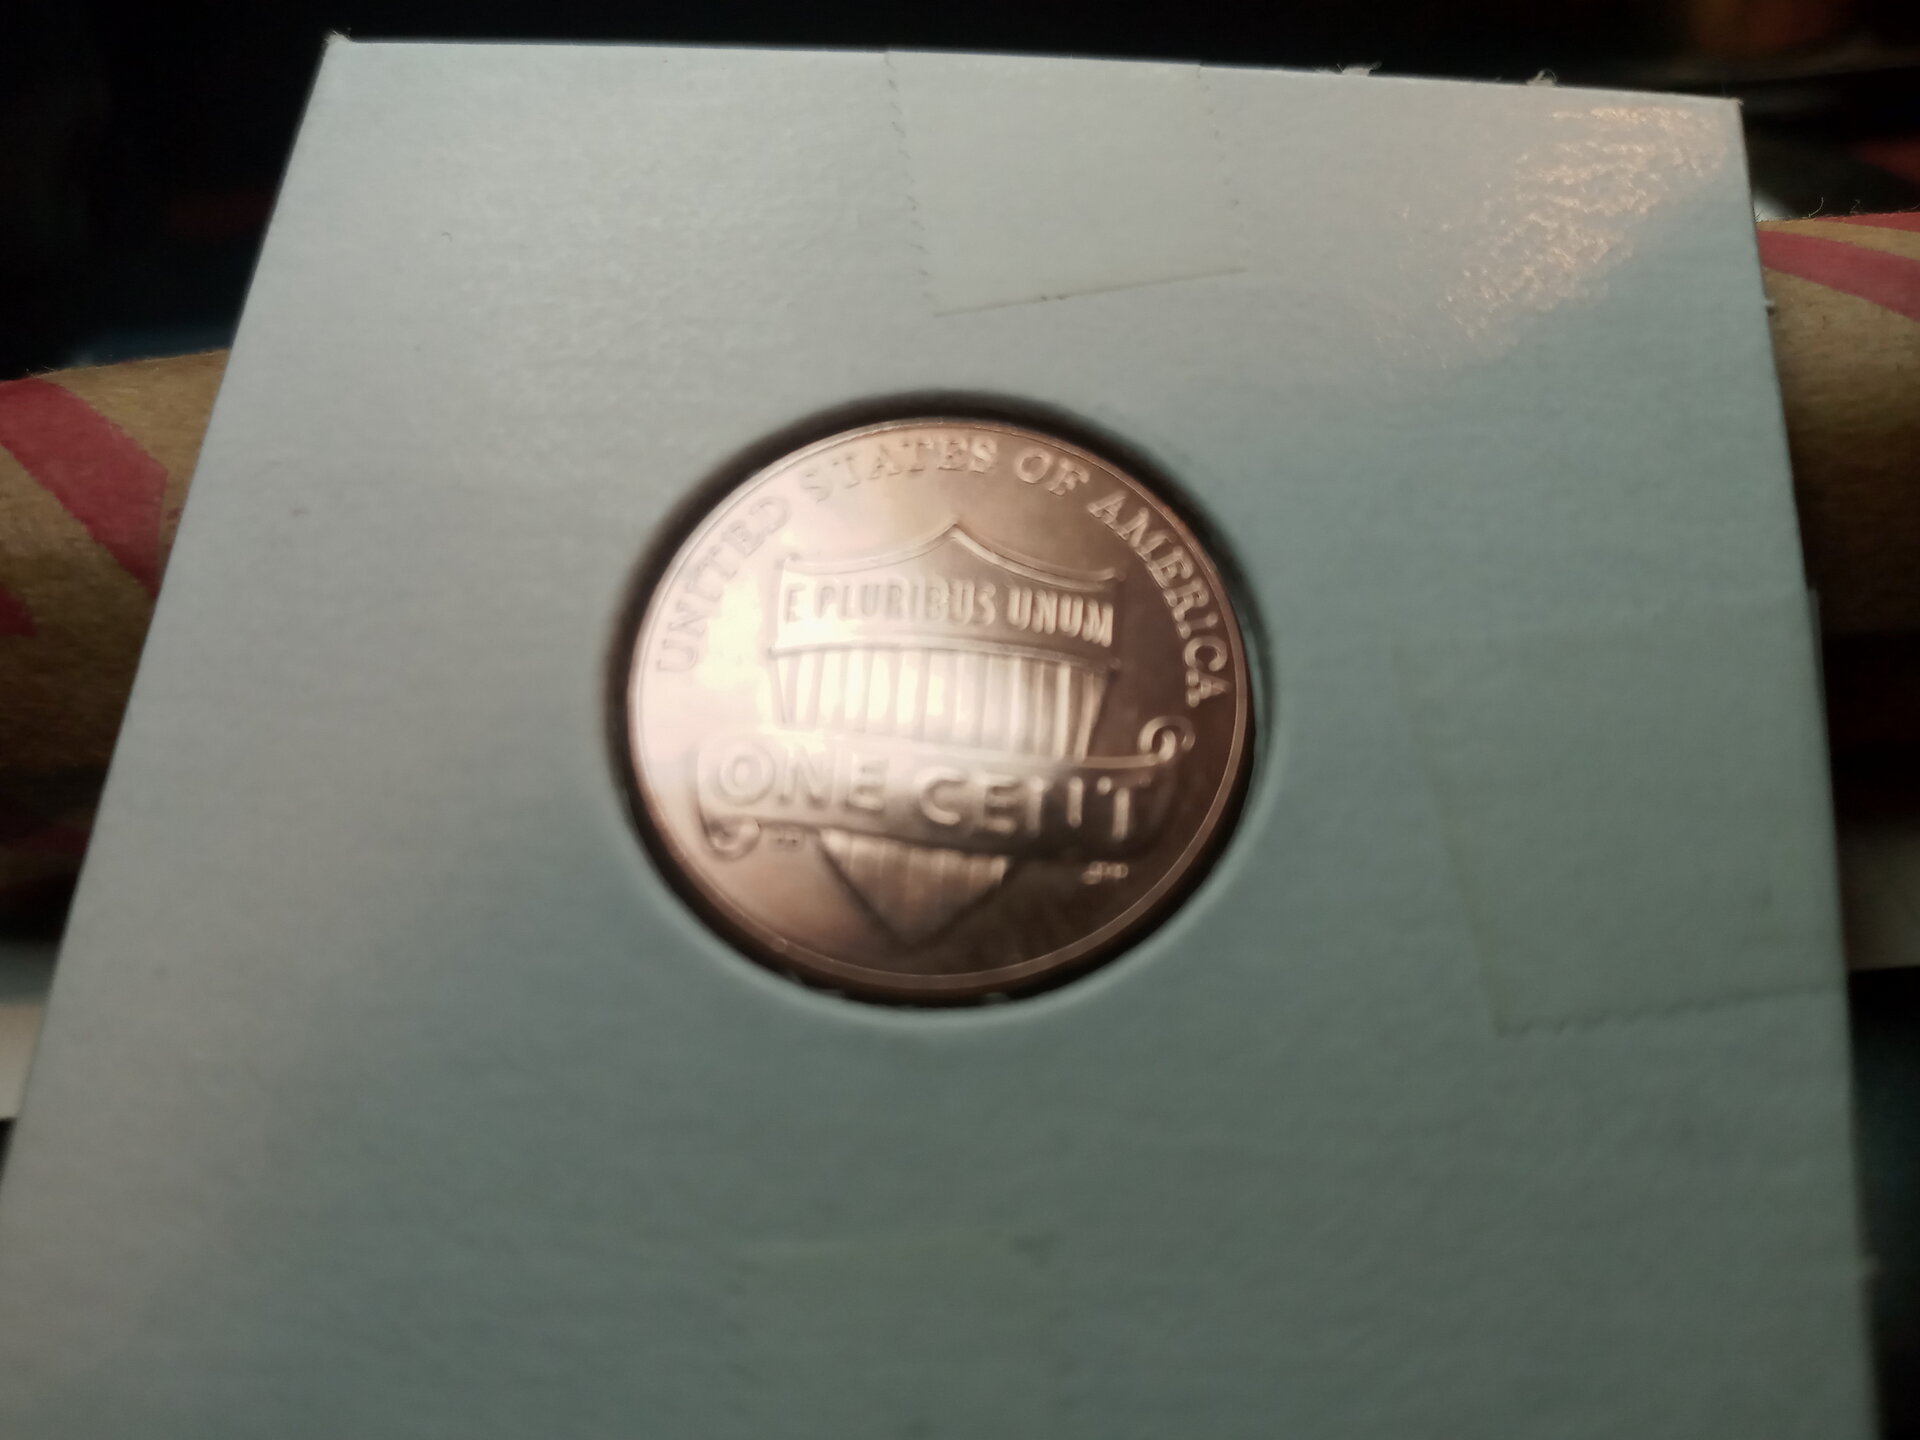 UNITED STATES OF AMERICA
E PLURIBUS UNUM
ONE CENT